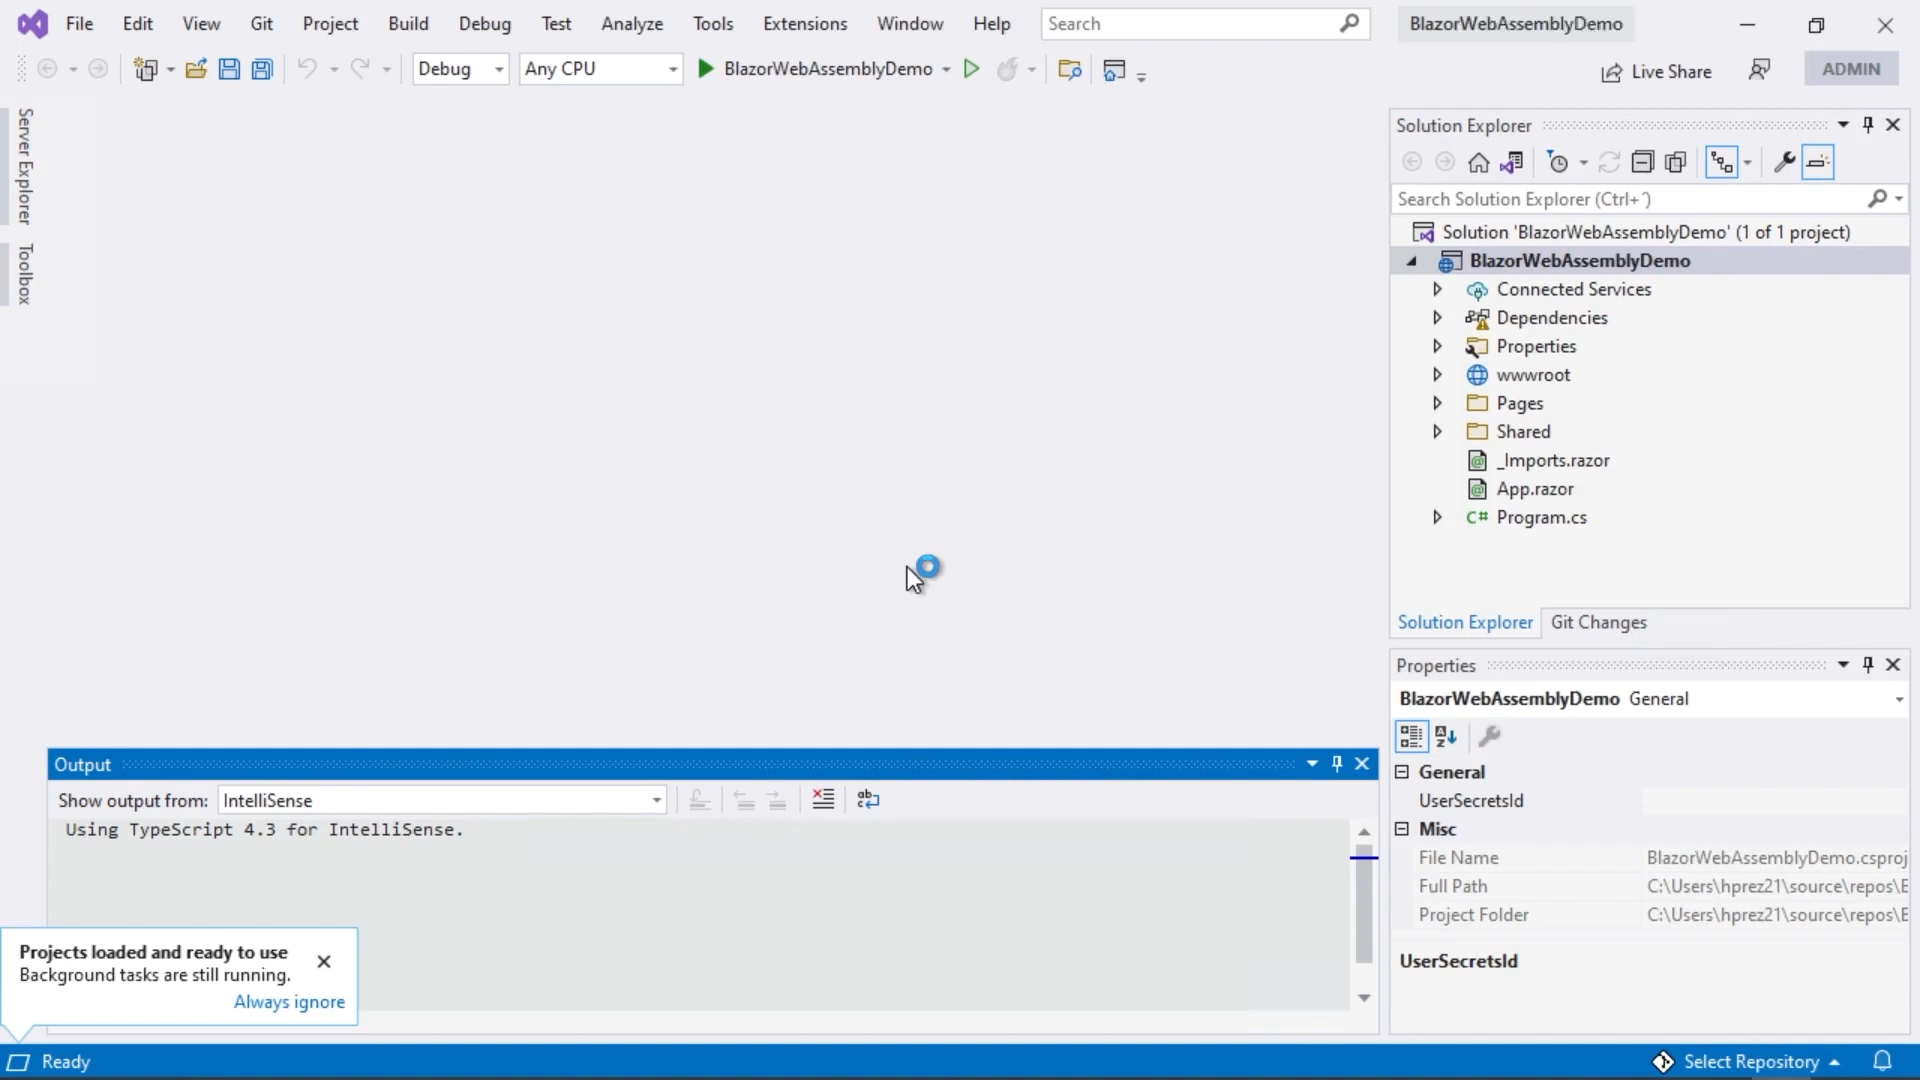 File Edit View Git Project Build Debug Test Analyze Tools Extensions Window Help Search BlazorWebAssemblyDemo
Debug Any CPU BlazorWebAssemblyDemo Live Share ADMIN
Server Explorer
Toolbox
Solution Explorer
Search Solution Explorer (Ctrl+´)
Solution 'BlazorWebAssemblyDemo' (1 of 1 project)
BlazorWebAssemblyDemo
Connected Services
Dependencies
Properties
wwwroot
Pages
Shared
_Imports.razor
App.razor
C# Program.cs
Solution Explorer Git Changes
Properties
BlazorWebAssemblyDemo General
General
UserSecretsId
Misc
File Name BlazorWebAssemblyDemo.csproj
Full Path C:\Users\hprez21\source\repos\
Project Folder C:\Users\hprez21\source\repos\
UserSecretsId
Output
Show output from: IntelliSense
Using TypeScript 4.3 for IntelliSense.
Projects loaded and ready to use
Background tasks are still running.
Always ignore
Ready Select Repository